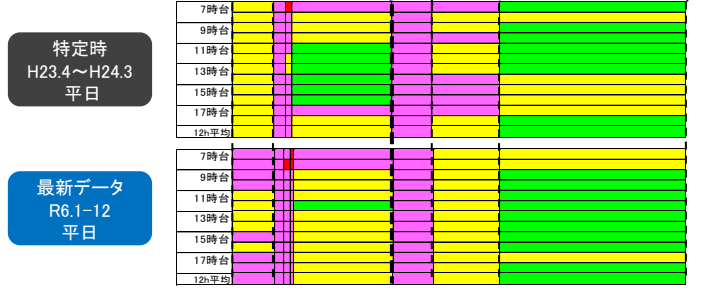 特定時
H23.4～H24.3
平日
7時台
9時台
11時台
13時台
15時台
17時台
12h平均
最新データ
R6.1-12
平日
7時台
9時台
11時台
13時台
15時台
17時台
12h平均